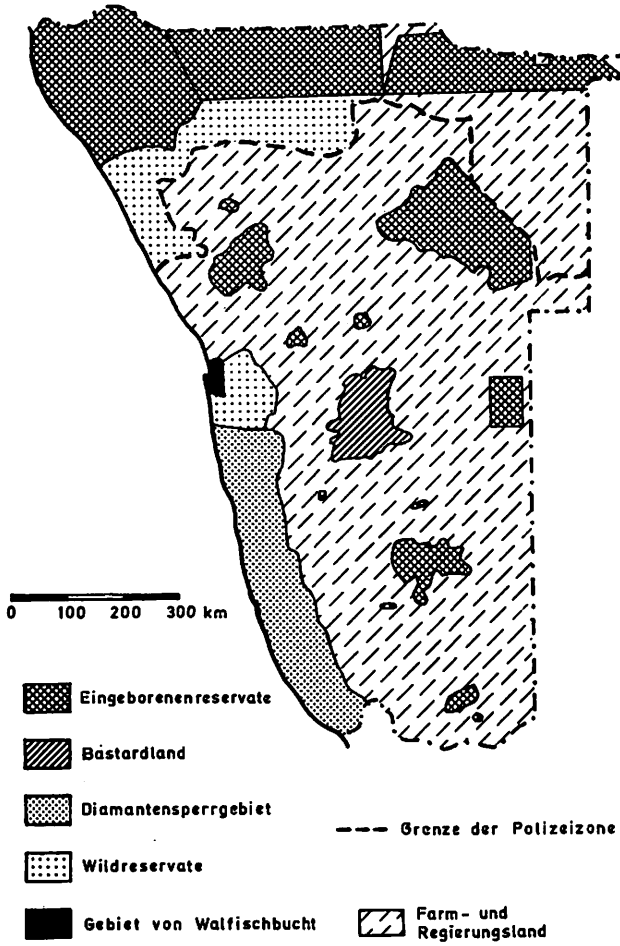 0 100 200 300 km
Eingeborenenreservate
Bastardland
Diamantensperrgebiet
Grenze der Polizeizone
Wildreservate
Gebiet von Walfischbucht
Farm- und
Regierungsland